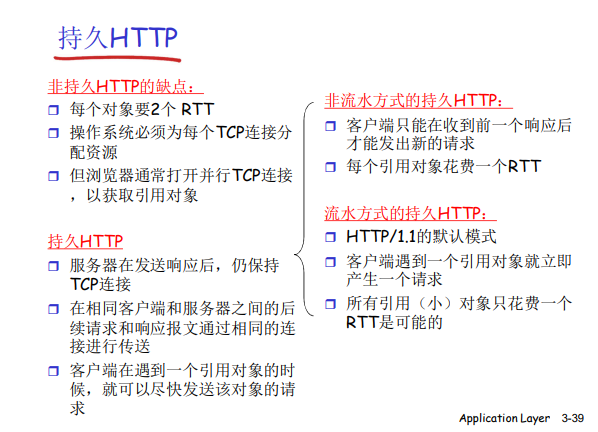 持久HTTP
非持久HTTP的缺点：
每个对象要2个 RTT
操作系统必须为每个TCP连接分
配资源
但浏览器通常打开并行TCP连接
，以获取引用对象
持久HTTP
服务器在发送响应后，仍保持
TCP连接
在相同客户端和服务器之间的后
续请求和响应报文通过相同的连
接进行传送
客户端在遇到一个引用对象的时
候，就可以尽快发送该对象的请
求
非流水方式的持久HTTP：
客户端只能在收到前一个响应后
才能发出新的请求
每个引用对象花费一个RTT
流水方式的持久HTTP：
HTTP/1.1的默认模式
客户端遇到一个引用对象就立即
产生一个请求
所有引用（小）对象只花费一个
RTT是可能的
Application Layer 3-39